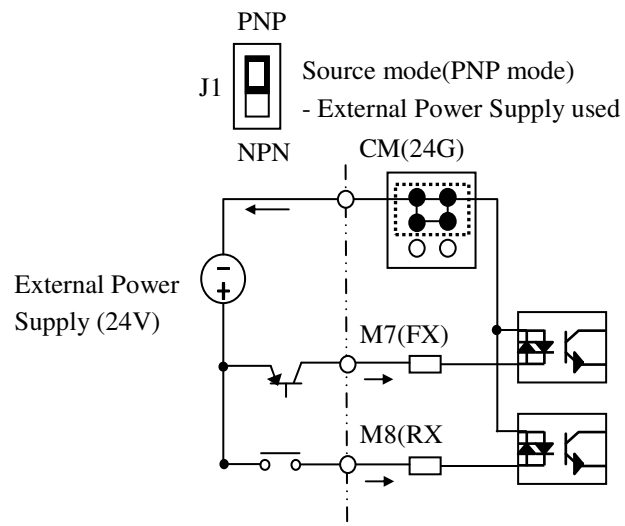 PNP
J1
Source mode(PNP mode)
- External Power Supply used
NPN
CM(24G)
External Power
Supply (24V)
M7(FX)
M8(RX